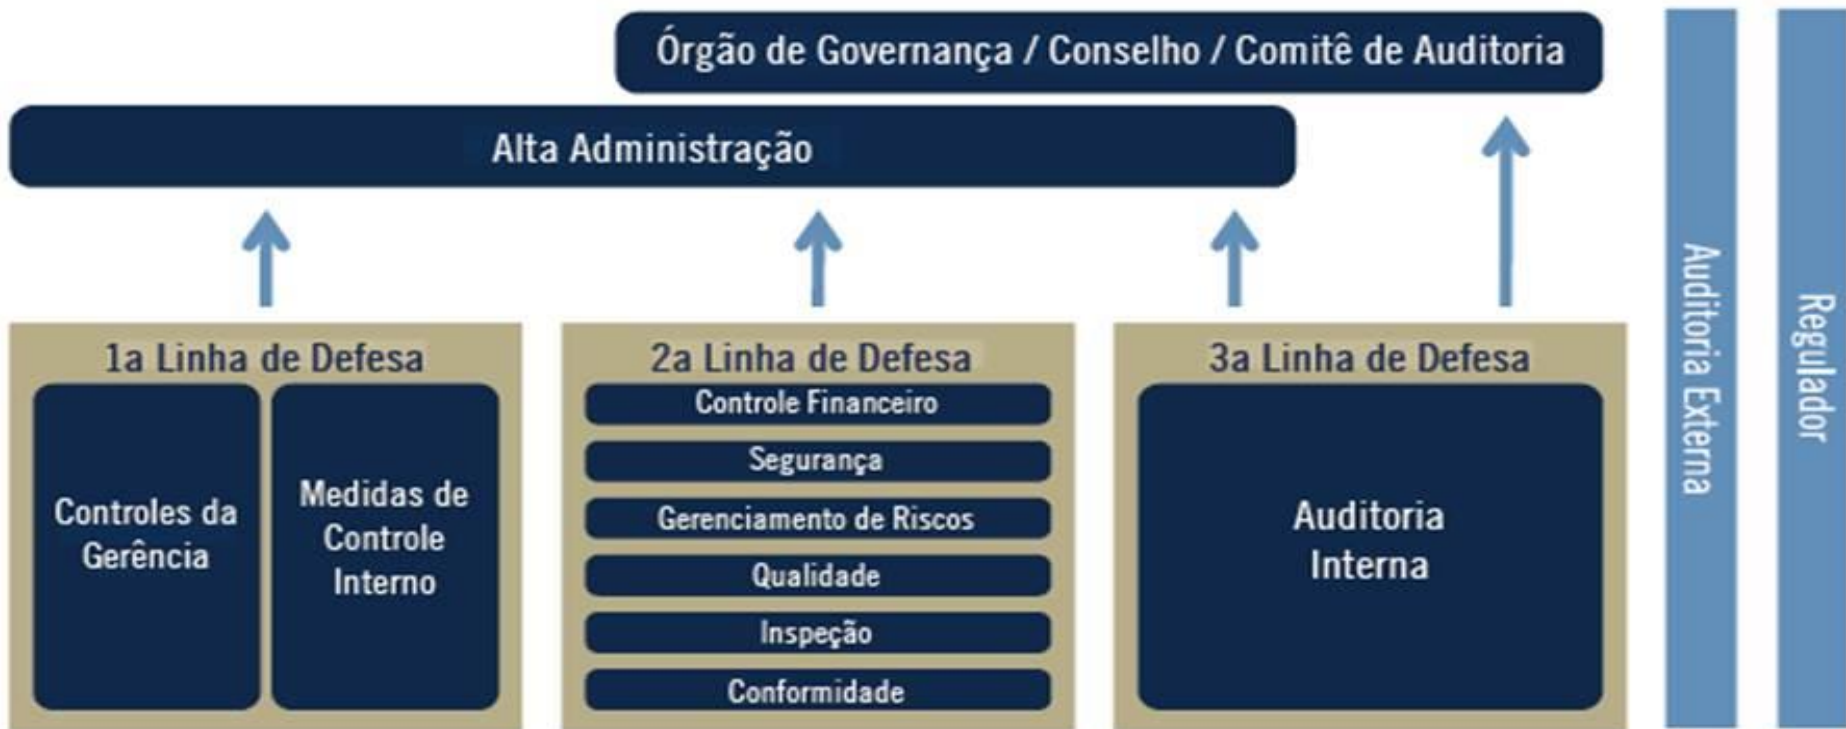 Órgão de Governança / Conselho / Comitê de Auditoria
Alta Administração
1a Linha de Defesa
Controles da
Gerência
Medidas de
Controle
Interno
2a Linha de Defesa
Controle Financeiro
Segurança
Gerenciamento de Riscos
Qualidade
Inspeção
Conformidade
3a Linha de Defesa
Auditoria
Interna
Auditoria Externa
Regulador